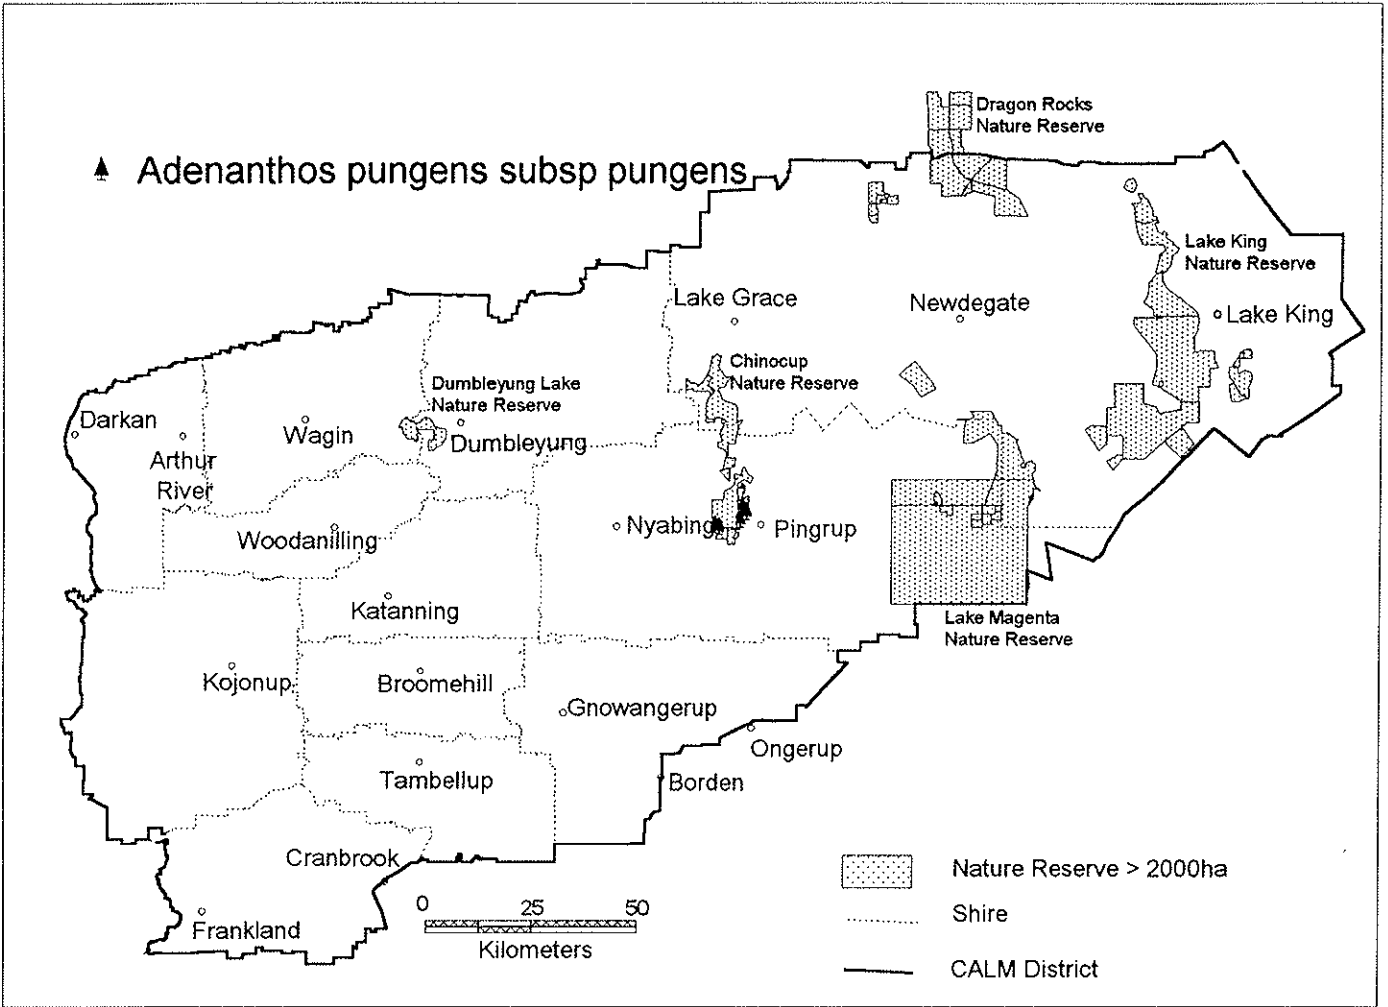 Dragon Rocks
Nature Reserve
Adenanthos pungens subsp pungens
Lake King
Nature Reserve
Lake Grace
Newdegate
Lake King
Chinocup
Nature Reserve
Dumbleyung Lake
Nature Reserve
Darkan
Wagin
Dumbleyung
Arthur
River
Nyabing
Pingrup
Woodanilling
Katanning
Lake Magenta
Nature Reserve
Kojonup
Broomehill
Gnowangerup
Ongerup
Tambellup
Borden
Cranbrook
Frankland
0 25 50
Kilometers
Nature Reserve > 2000ha
Shire
CALM District